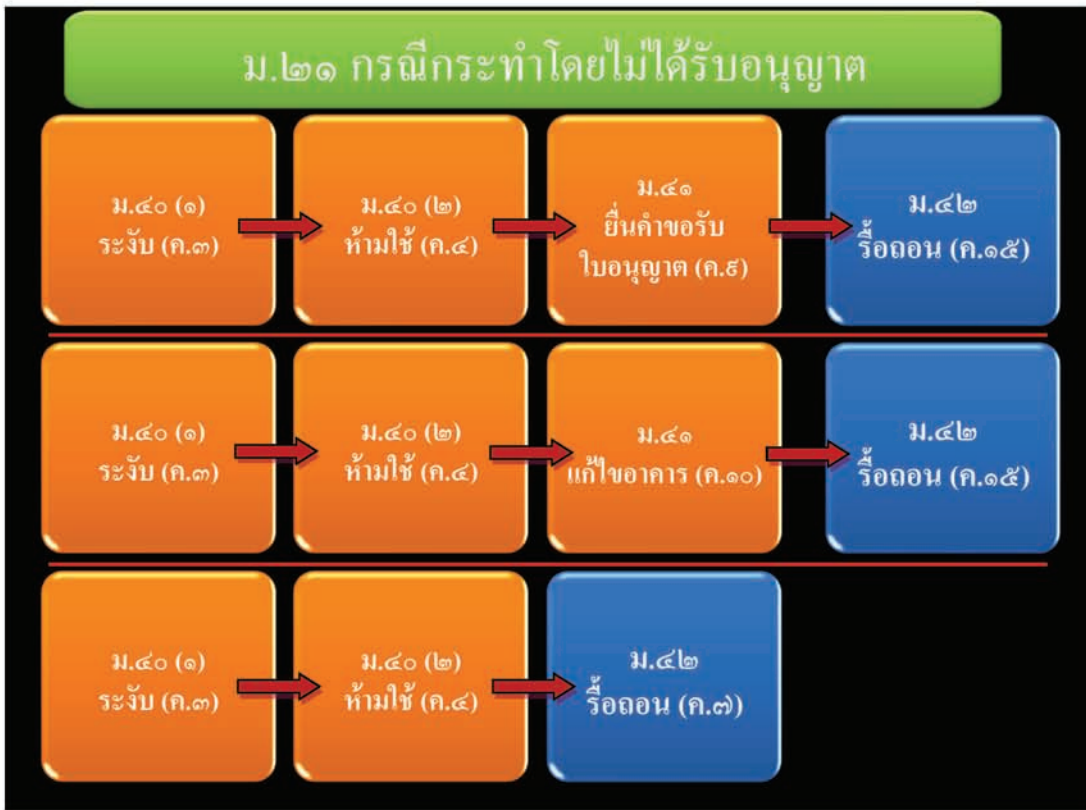 ม.๒๑ กรณีกระทำโดยไม่ได้รับอนุญาต
ม.๔๐ (๑)
ระงับ (ค.๓)
ม.๔๐ (๒)
ห้ามใช้ (ค.๔)
ม.๔๑
ยื่นคำขอรับ
ใบอนุญาต (ค.๙)
ม.๔๒
รื้อถอน (ค.๑๕)
ม.๔๐ (๑)
ระงับ (ค.๓)
ม.๔๐ (๒)
ห้ามใช้ (ค.๔)
ม.๔๑
แก้ไขอาคาร (ค.๑๐)
ม.๔๒
รื้อถอน (ค.๑๕)
ม.๔๐ (๑)
ระงับ (ค.๓)
ม.๔๐ (๒)
ห้ามใช้ (ค.๔)
ม.๔๒
รื้อถอน (ค.๗)